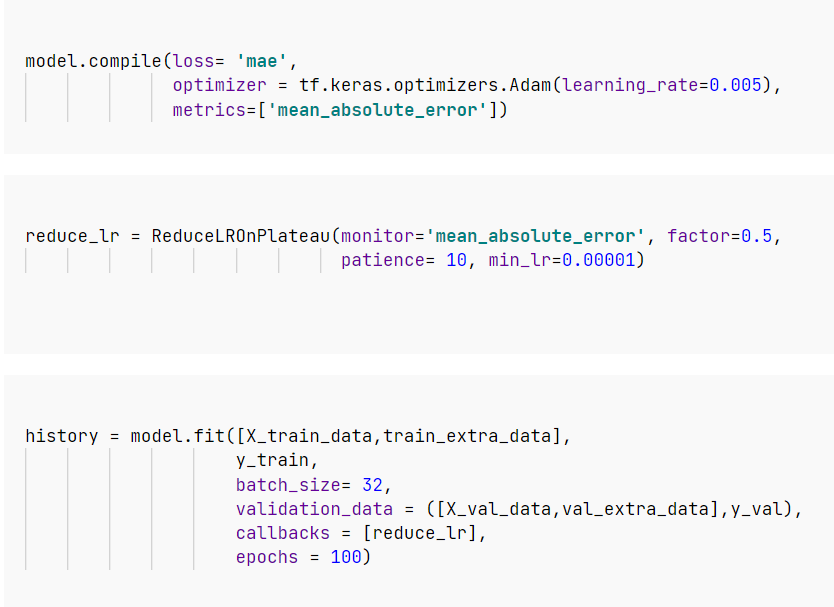 model.compile(loss= 'mae',
optimizer = tf.keras.optimizers.Adam(learning_rate=0.005),
metrics=['mean_absolute_error'])
reduce_lr = ReduceLROnPlateau(monitor='mean_absolute_error', factor=0.5,
patience= 10, min_lr=0.00001)
history = model.fit([X_train_data,train_extra_data],
y_train,
batch_size= 32,
validation_data = ([X_val_data,val_extra_data],y_val),
callbacks = [reduce_lr],
epochs = 100)